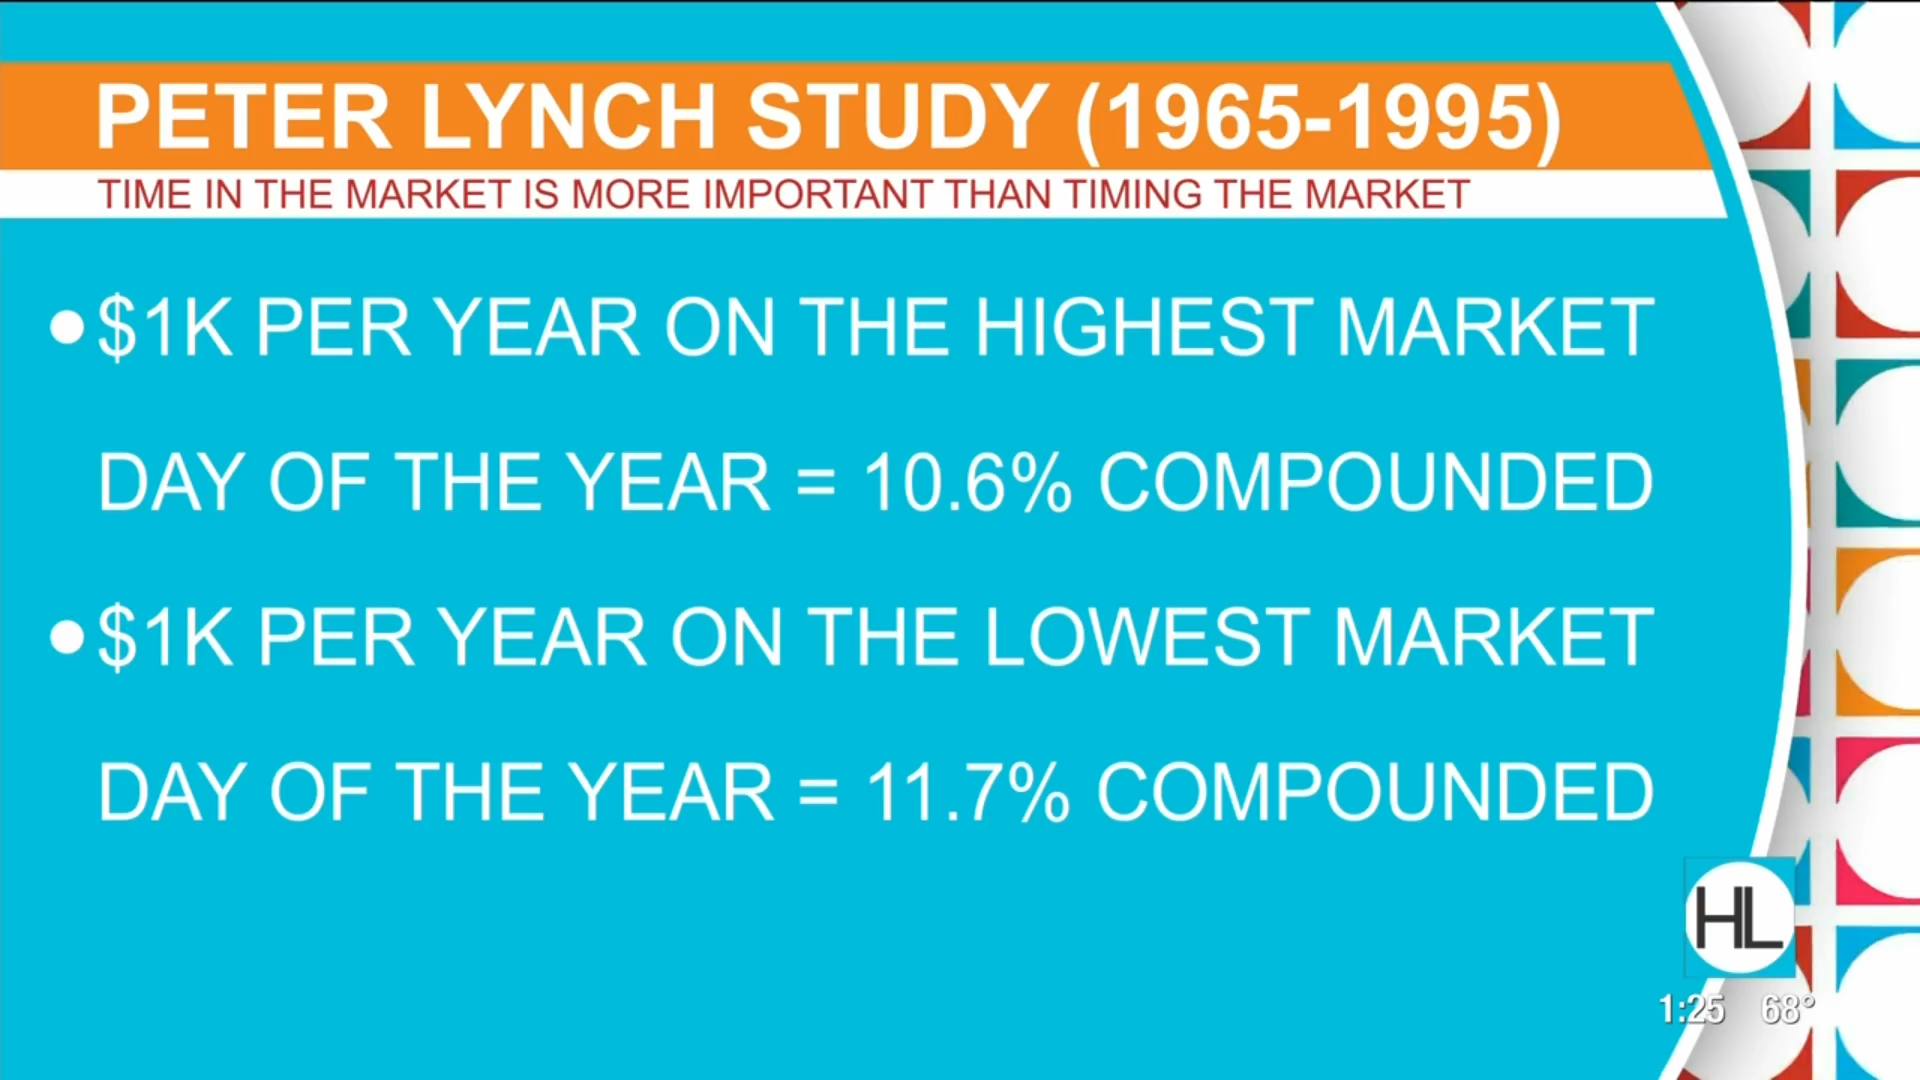 PETER LYNCH STUDY (1965-1995)
TIME IN THE MARKET IS MORE IMPORTANT THAN TIMING THE MARKET
•$1K PER YEAR ON THE HIGHEST MARKET
DAY OF THE YEAR = 10.6% COMPOUNDED
•$1K PER YEAR ON THE LOWEST MARKET
DAY OF THE YEAR = 11.7% COMPOUNDED
HL
1:25 68°